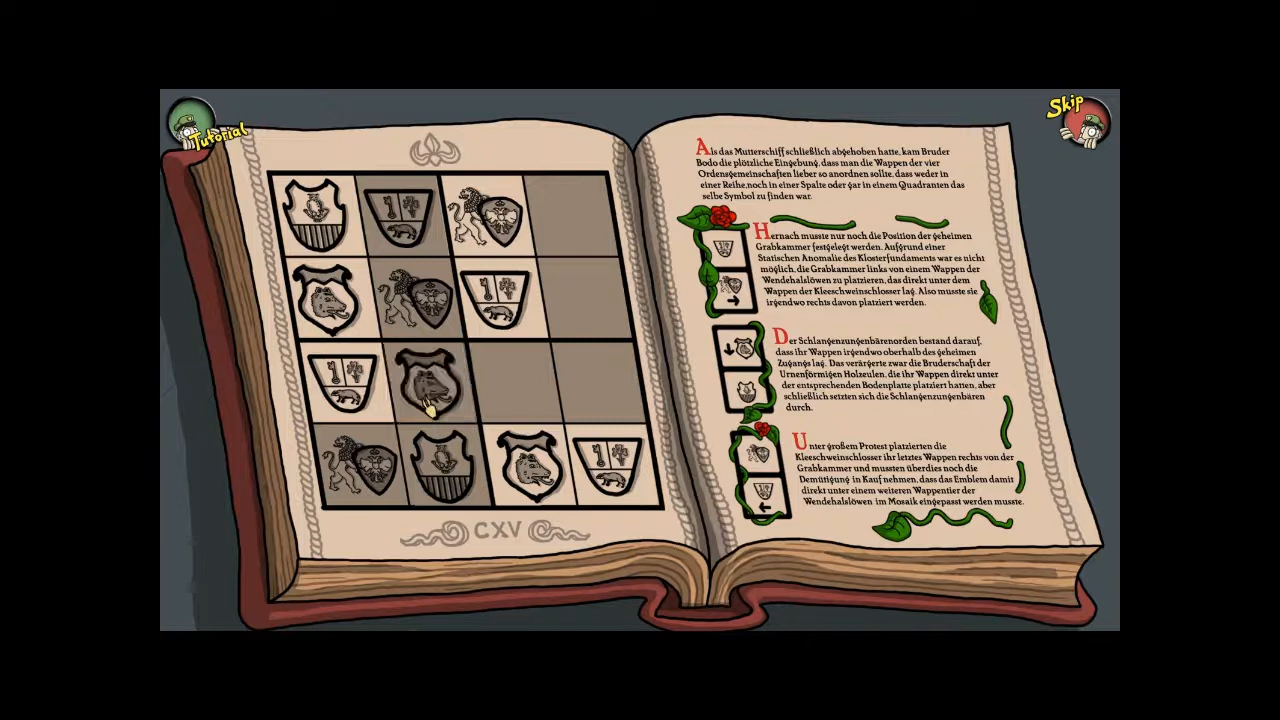 Tutorial
Skip
Als das Mutterschiff schließlich abgehoben hatte, kam Bruder
Bodo die plötzliche Eingebung, dass man die Wappen der vier
Ordensgemeinschaften lieber so anordnen sollte, dass weder in
einer Reihe,noch in einer Spalte oder gar in einem Quadranten das
selbe Symbol zu finden war.
Hernach musste nur noch die Position der geheimen
Grabkammer festgelegt werden. Aufgrund einer
Statischen Anomalie des Klosterfundaments war es nicht
möglich, die Grabkammer links von einem Wappen der
Wendehalslöwen zu platzieren, das direkt unter dem
Wappen der Kleeschweinschlosser lag. Also musste sie
irgendwo rechts davon platziert werden.
Der Schlangenzungenbärenorden bestand darauf,
dass ihr Wappen irgendwo oberhalb des geheimen
Zugangs lag. Das verärgerte zwar die Bruderschaft der
Urnenförmigen Holzeulen, die ihr Wappen direkt unter
der entsprechenden Bodenplatte platziert hatten, aber
schließlich setzten sich die Schlangenzungenbären
durch.
Unter großem Protest platzierten die
Kleeschweinschlosser ihr letztes Wappen rechts von der
Grabkammer und mussten überdies noch die
Demütigung in Kauf nehmen, dass das Emblem damit
direkt unter einem weiteren Wappentier der
Wendehalslöwen im Mosaik eingepasst werden musste.
CXV